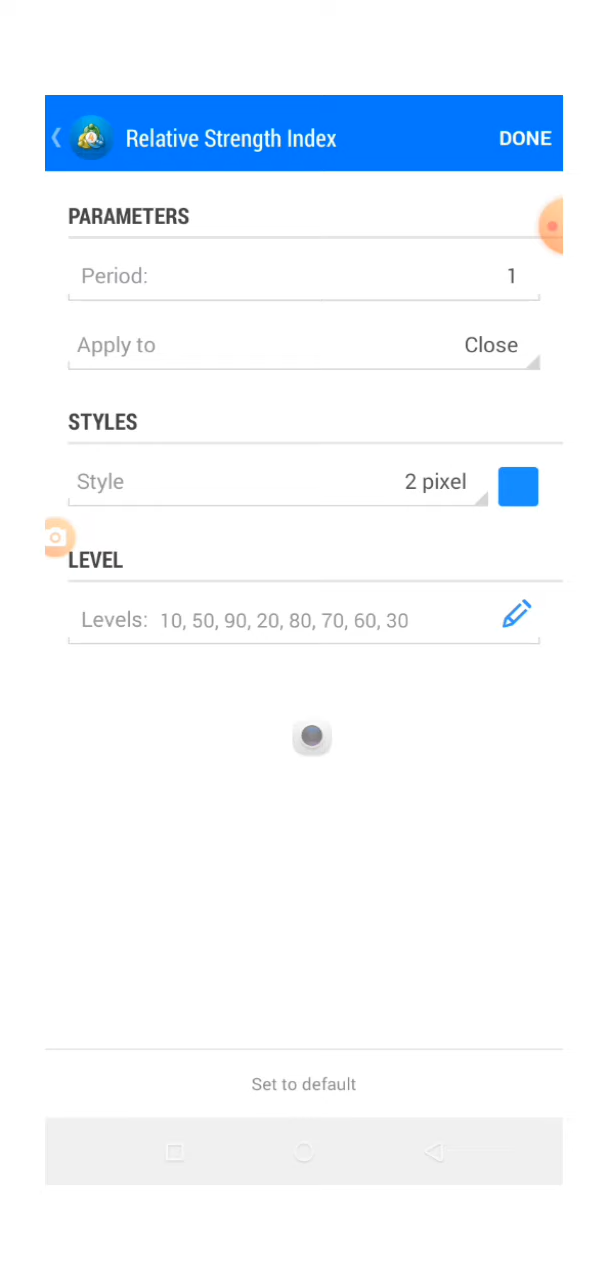 Relative Strength Index DONE
PARAMETERS
Period: 1
Apply to Close
STYLES
Style 2 pixel
LEVEL
Levels: 10, 50, 90, 20, 80, 70, 60, 30
Set to default